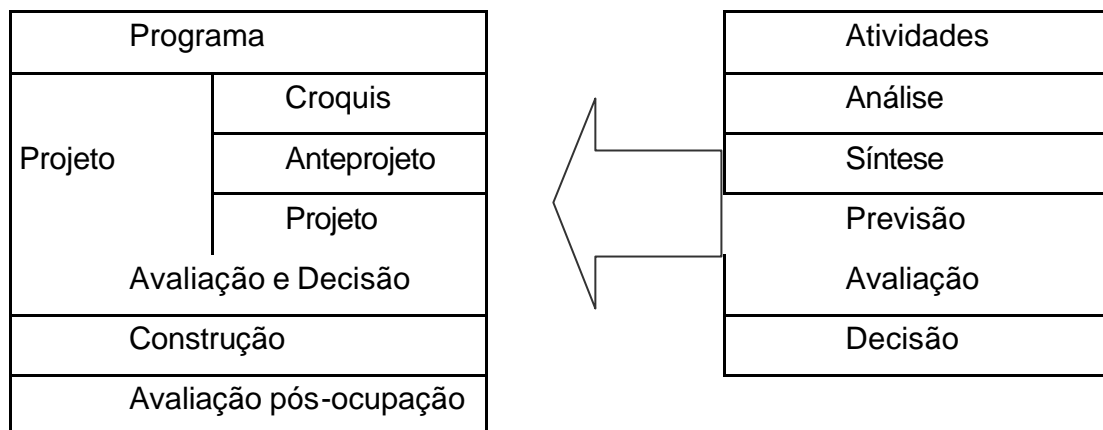 Programa
Projeto
Croquis
Anteprojeto
Projeto
Avaliação e Decisão
Construção
Avaliação pós-ocupação
Atividades
Análise
Síntese
Previsão
Avaliação
Decisão